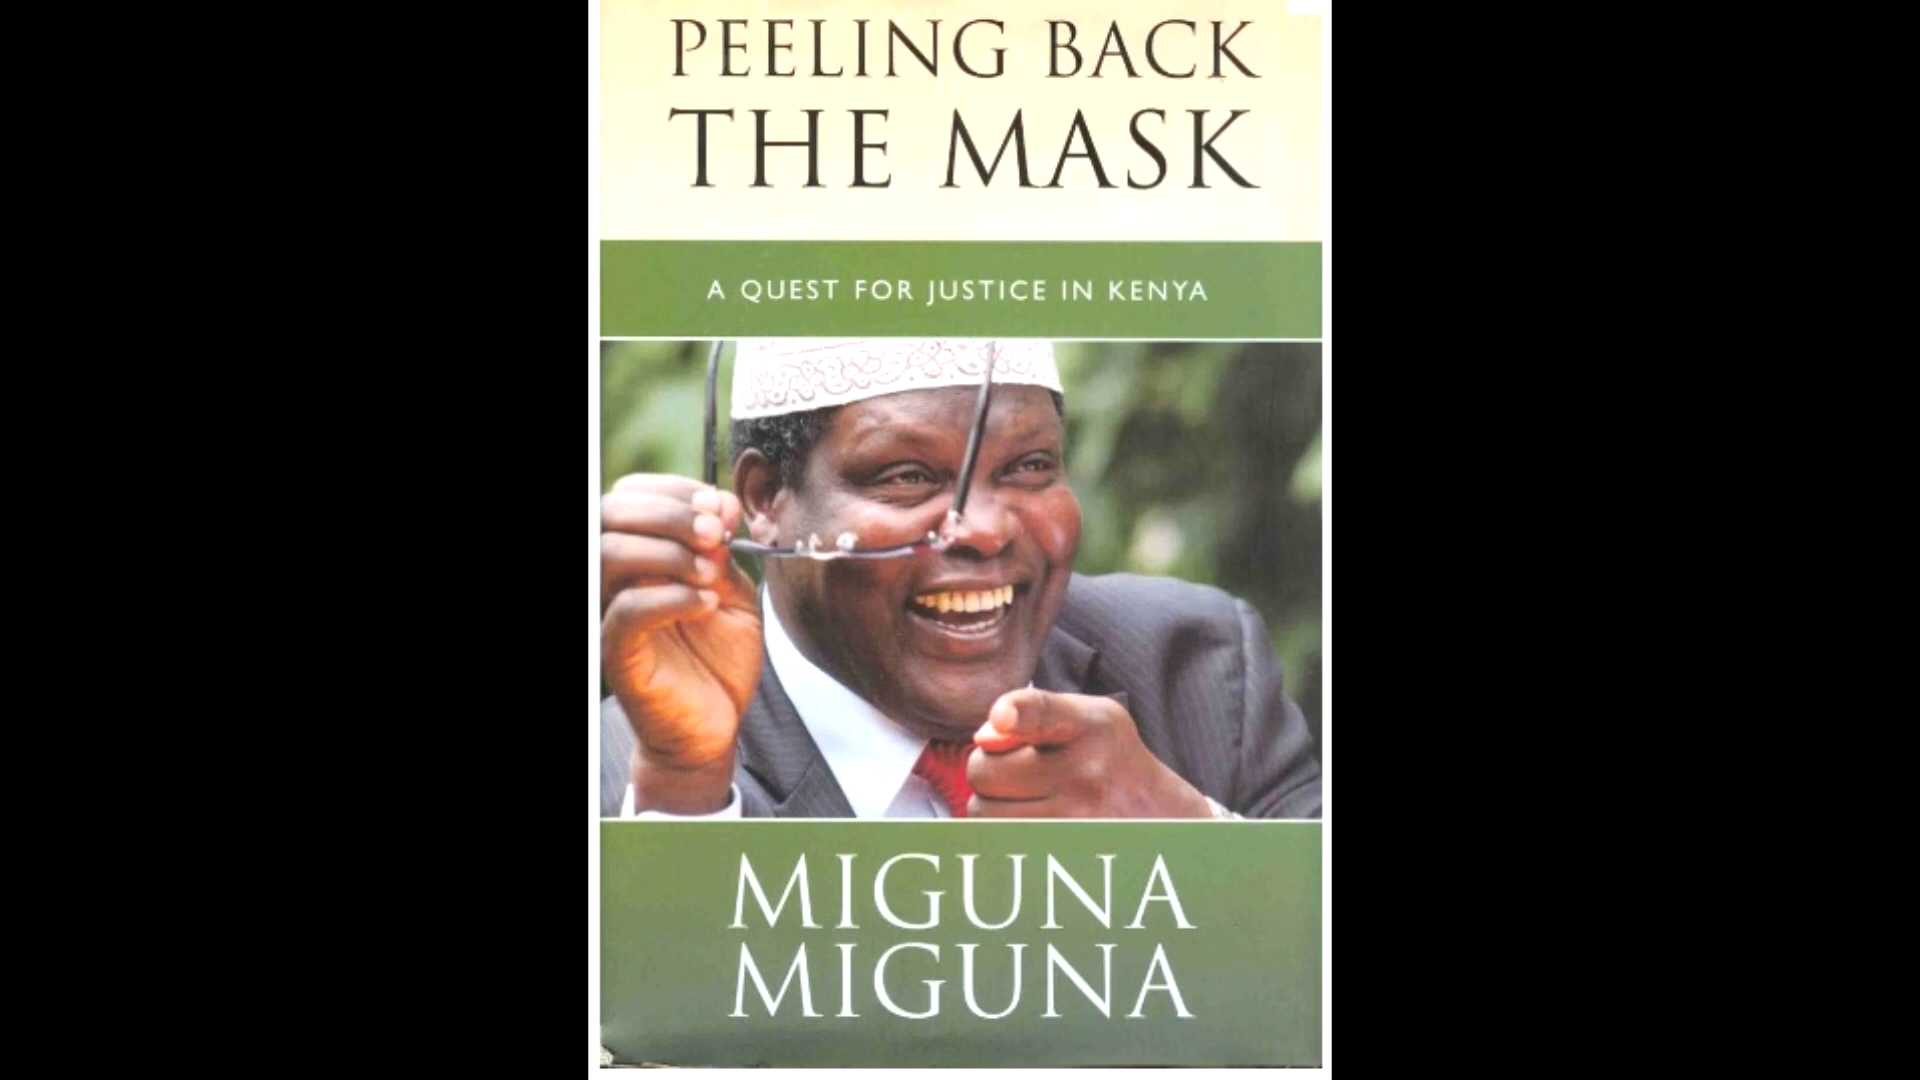 PEELING BACK
THE MASK
A QUEST FOR JUSTICE IN KENYA
MIGUNA
MIGUNA